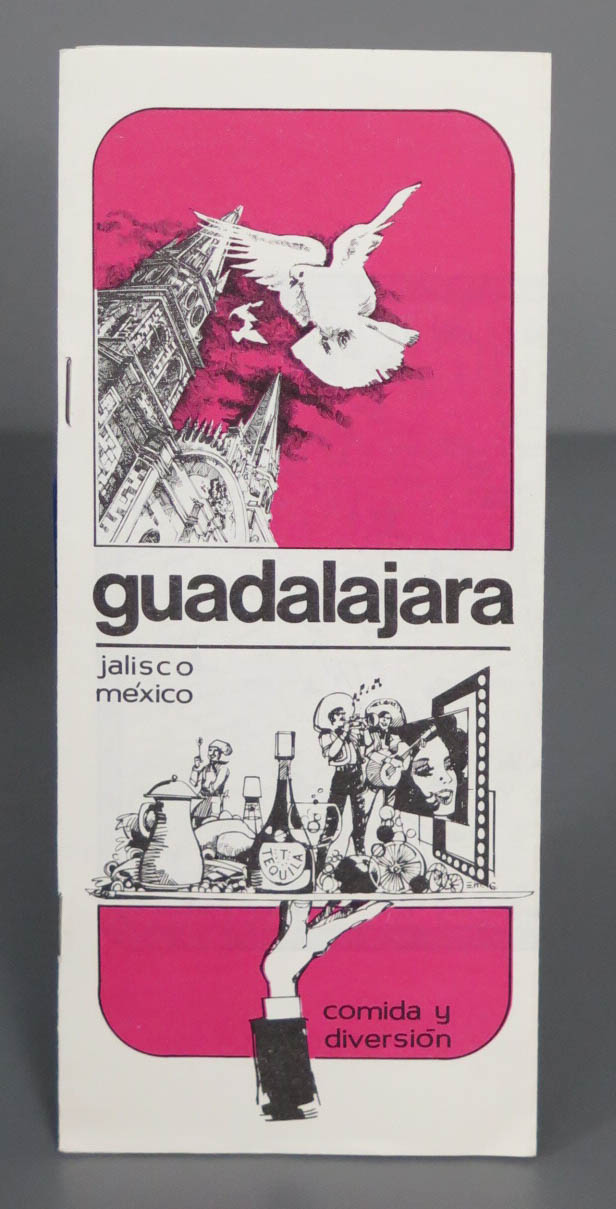 guadalajara
jalisco
méxico
T.T.
TEQUILA
comida y
diversión